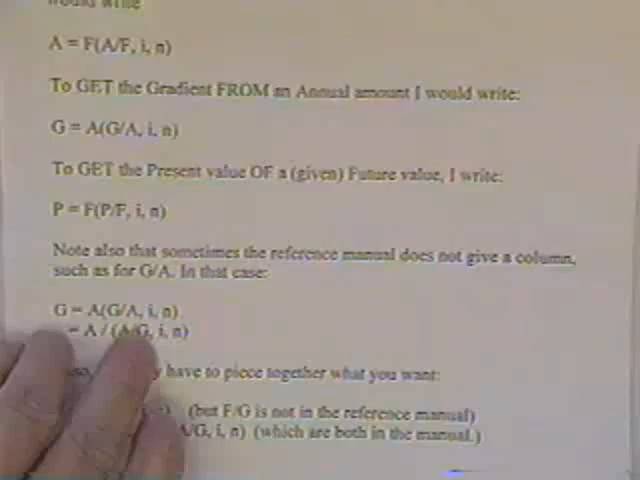 would write
A = F(A/F, i, n)
To GET the Gradient FROM an Annual amount I would write:
G = A(G/A, i, n)
To GET the Present value OF a (given) Future value, I write:
P = F(P/F, i, n)
Note also that sometimes the reference manual does not give a column,
such as for G/A. In that case:
G = A(G/A, i, n)
= A / (A/G, i, n)
have to piece together what you want:
(but F/G is not in the reference manual)
A/G, i, n) (which are both in the manual.)